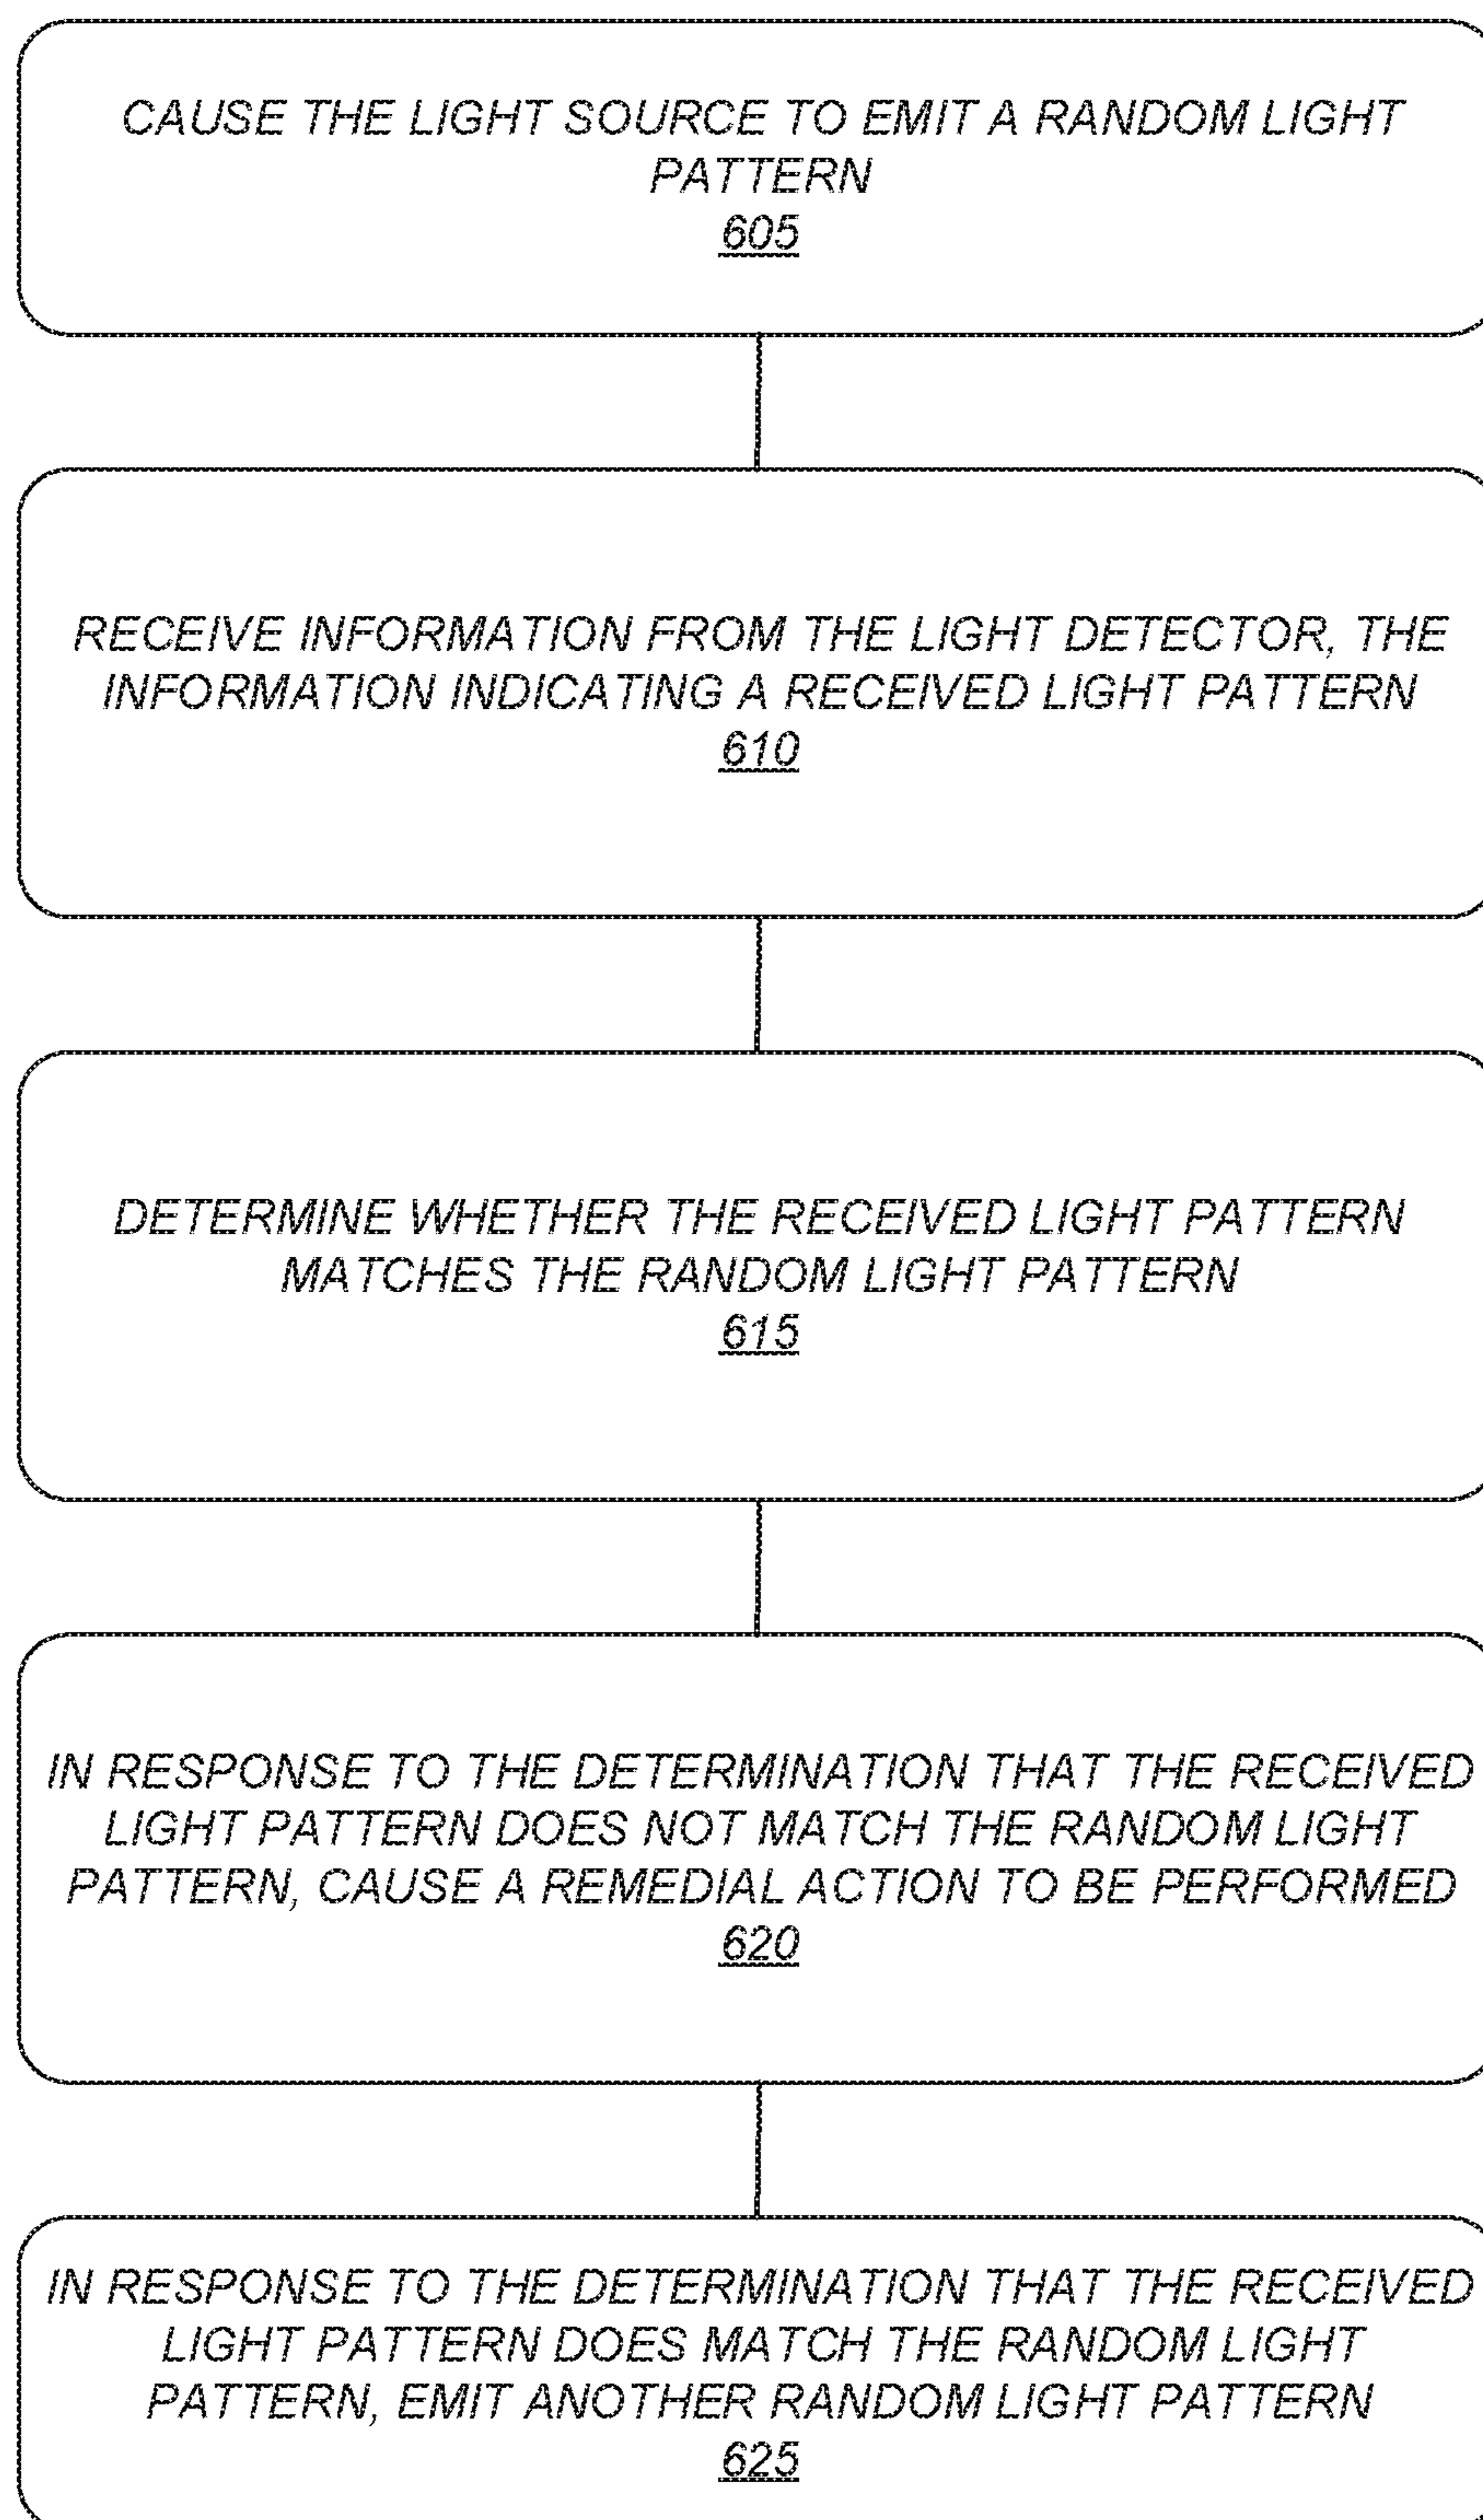 CAUSE THE LIGHT SOURCE TO EMIT A RANDOM LIGHT
PATTERN
605
RECEIVE INFORMATION FROM THE LIGHT DETECTOR, THE
INFORMATION INDICATING A RECEIVED LIGHT PATTERN
610
DETERMINE WHETHER THE RECEIVED LIGHT PATTERN
MATCHES THE RANDOM LIGHT PATTERN
615
IN RESPONSE TO THE DETERMINATION THAT THE RECEIVED
LIGHT PATTERN DOES NOT MATCH THE RANDOM LIGHT
PATTERN, CAUSE A REMEDIAL ACTION TO BE PERFORMED
620
IN RESPONSE TO THE DETERMINATION THAT THE RECEIVED
LIGHT PATTERN DOES MATCH THE RANDOM LIGHT
PATTERN, EMIT ANOTHER RANDOM LIGHT PATTERN
625